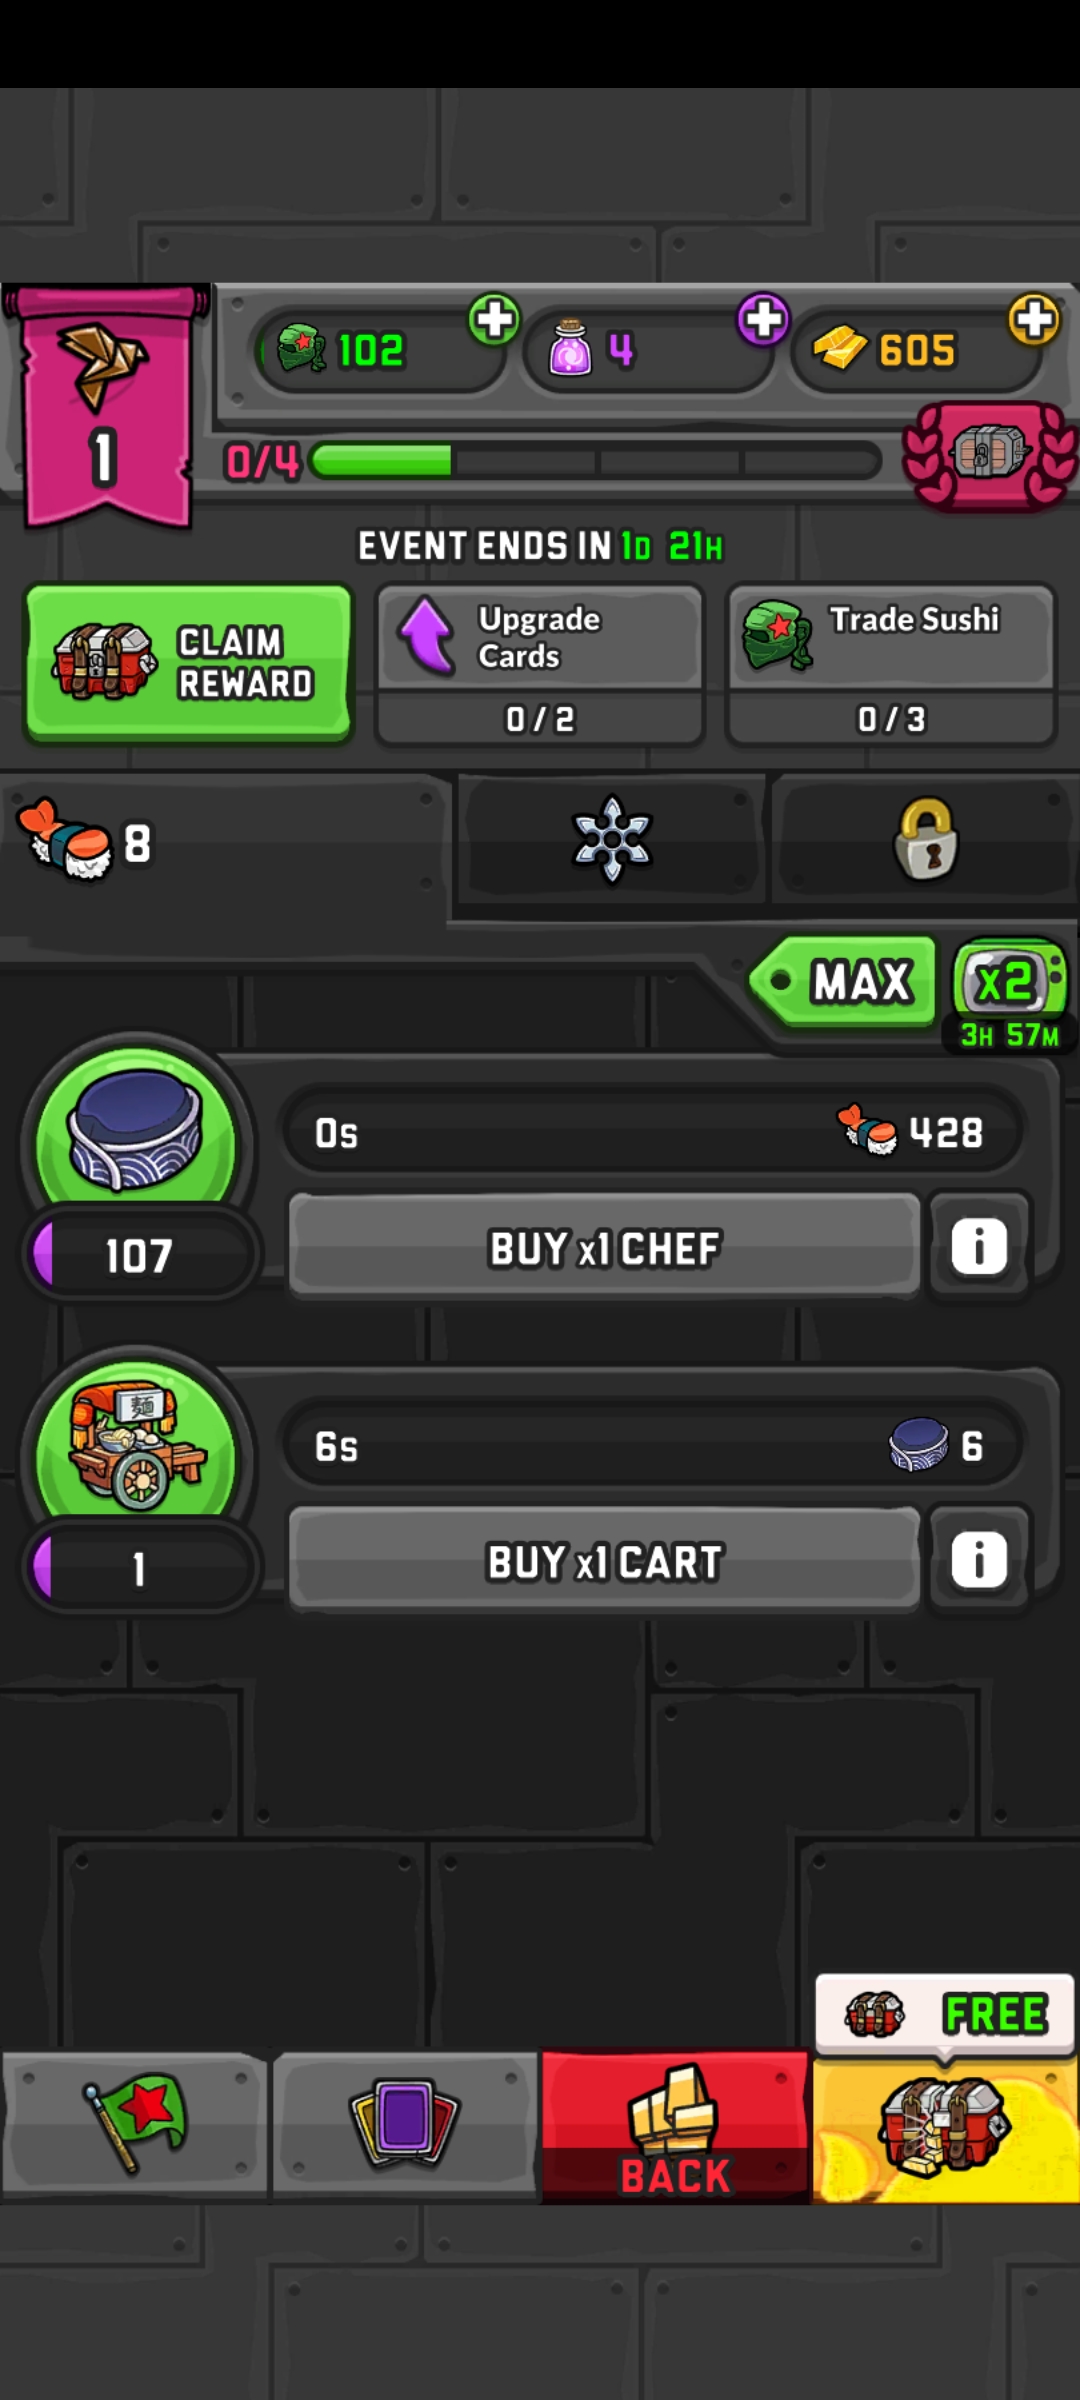 102
4
605
1
0/4
EVENT ENDS IN 1D 21H
CLAIM
REWARD
Upgrade
Cards
0 / 2
Trade Sushi
0 / 3
8
MAX
x2
3H 57M
0s
428
107
BUY x1 CHEF
i
麺
6s
6
1
BUY x1 CART
i
FREE
BACK